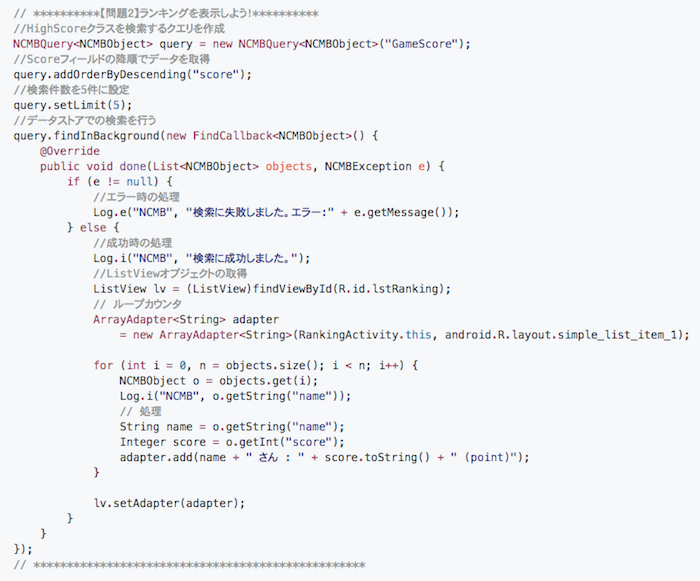 // **********【問題2】ランキングを表示しよう!**********
//HighScoreクラスを検索するクエリを作成
NCMBQuery<NCMBObject> query = new NCMBQuery<NCMBObject>("GameScore");
//Scoreフィールドの降順でデータを取得
query.addOrderByDescending("score");
//検索件数を5件に設定
query.setLimit(5);
//データストアでの検索を行う
query.findInBackground(new FindCallback<NCMBObject>() {
    @Override
    public void done(List<NCMBObject> objects, NCMBException e) {
        if (e != null) {
            //エラー時の処理
            Log.e("NCMB", "検索に失敗しました。エラー:" + e.getMessage());
        } else {
            //成功時の処理
            Log.i("NCMB", "検索に成功しました。");
            //ListViewオブジェクトの取得
            ListView lv = (ListView)findViewById(R.id.lstRanking);
            // ループカウンタ
            ArrayAdapter<String> adapter
                = new ArrayAdapter<String>(RankingActivity.this, android.R.layout.simple_list_item_1);
            for (int i = 0, n = objects.size(); i < n; i++) {
                NCMBObject o = objects.get(i);
                Log.i("NCMB", o.getString("name"));
                // 処理
                String name = o.getString("name");
                Integer score = o.getInt("score");
                adapter.add(name + " さん : " + score.toString() + " (point)");
            }
            lv.setAdapter(adapter);
        }
    }
});
// **************************************************